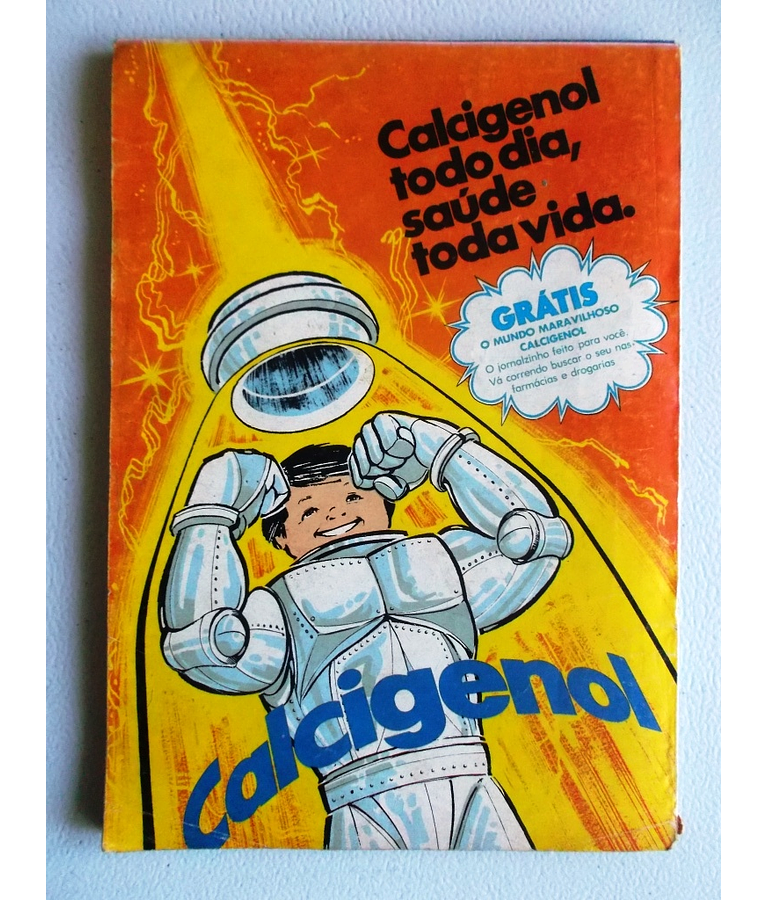 Calcigenol
todo dia,
saúde
toda vida.
GRÁTIS
O MUNDO MARAVILHOSO
CALCIGENOL
O jornalzinho feito para você.
Vá correndo buscar o seu nas
farmácias e drogarias
Calcigenol